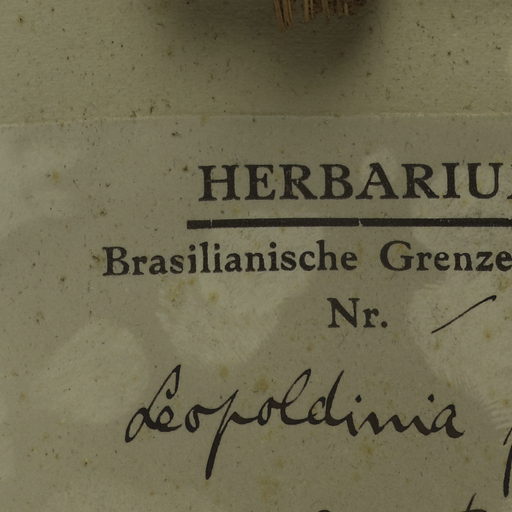 HERBARIU
Brasilianische Grenze
Nr. /
Leopoldinia